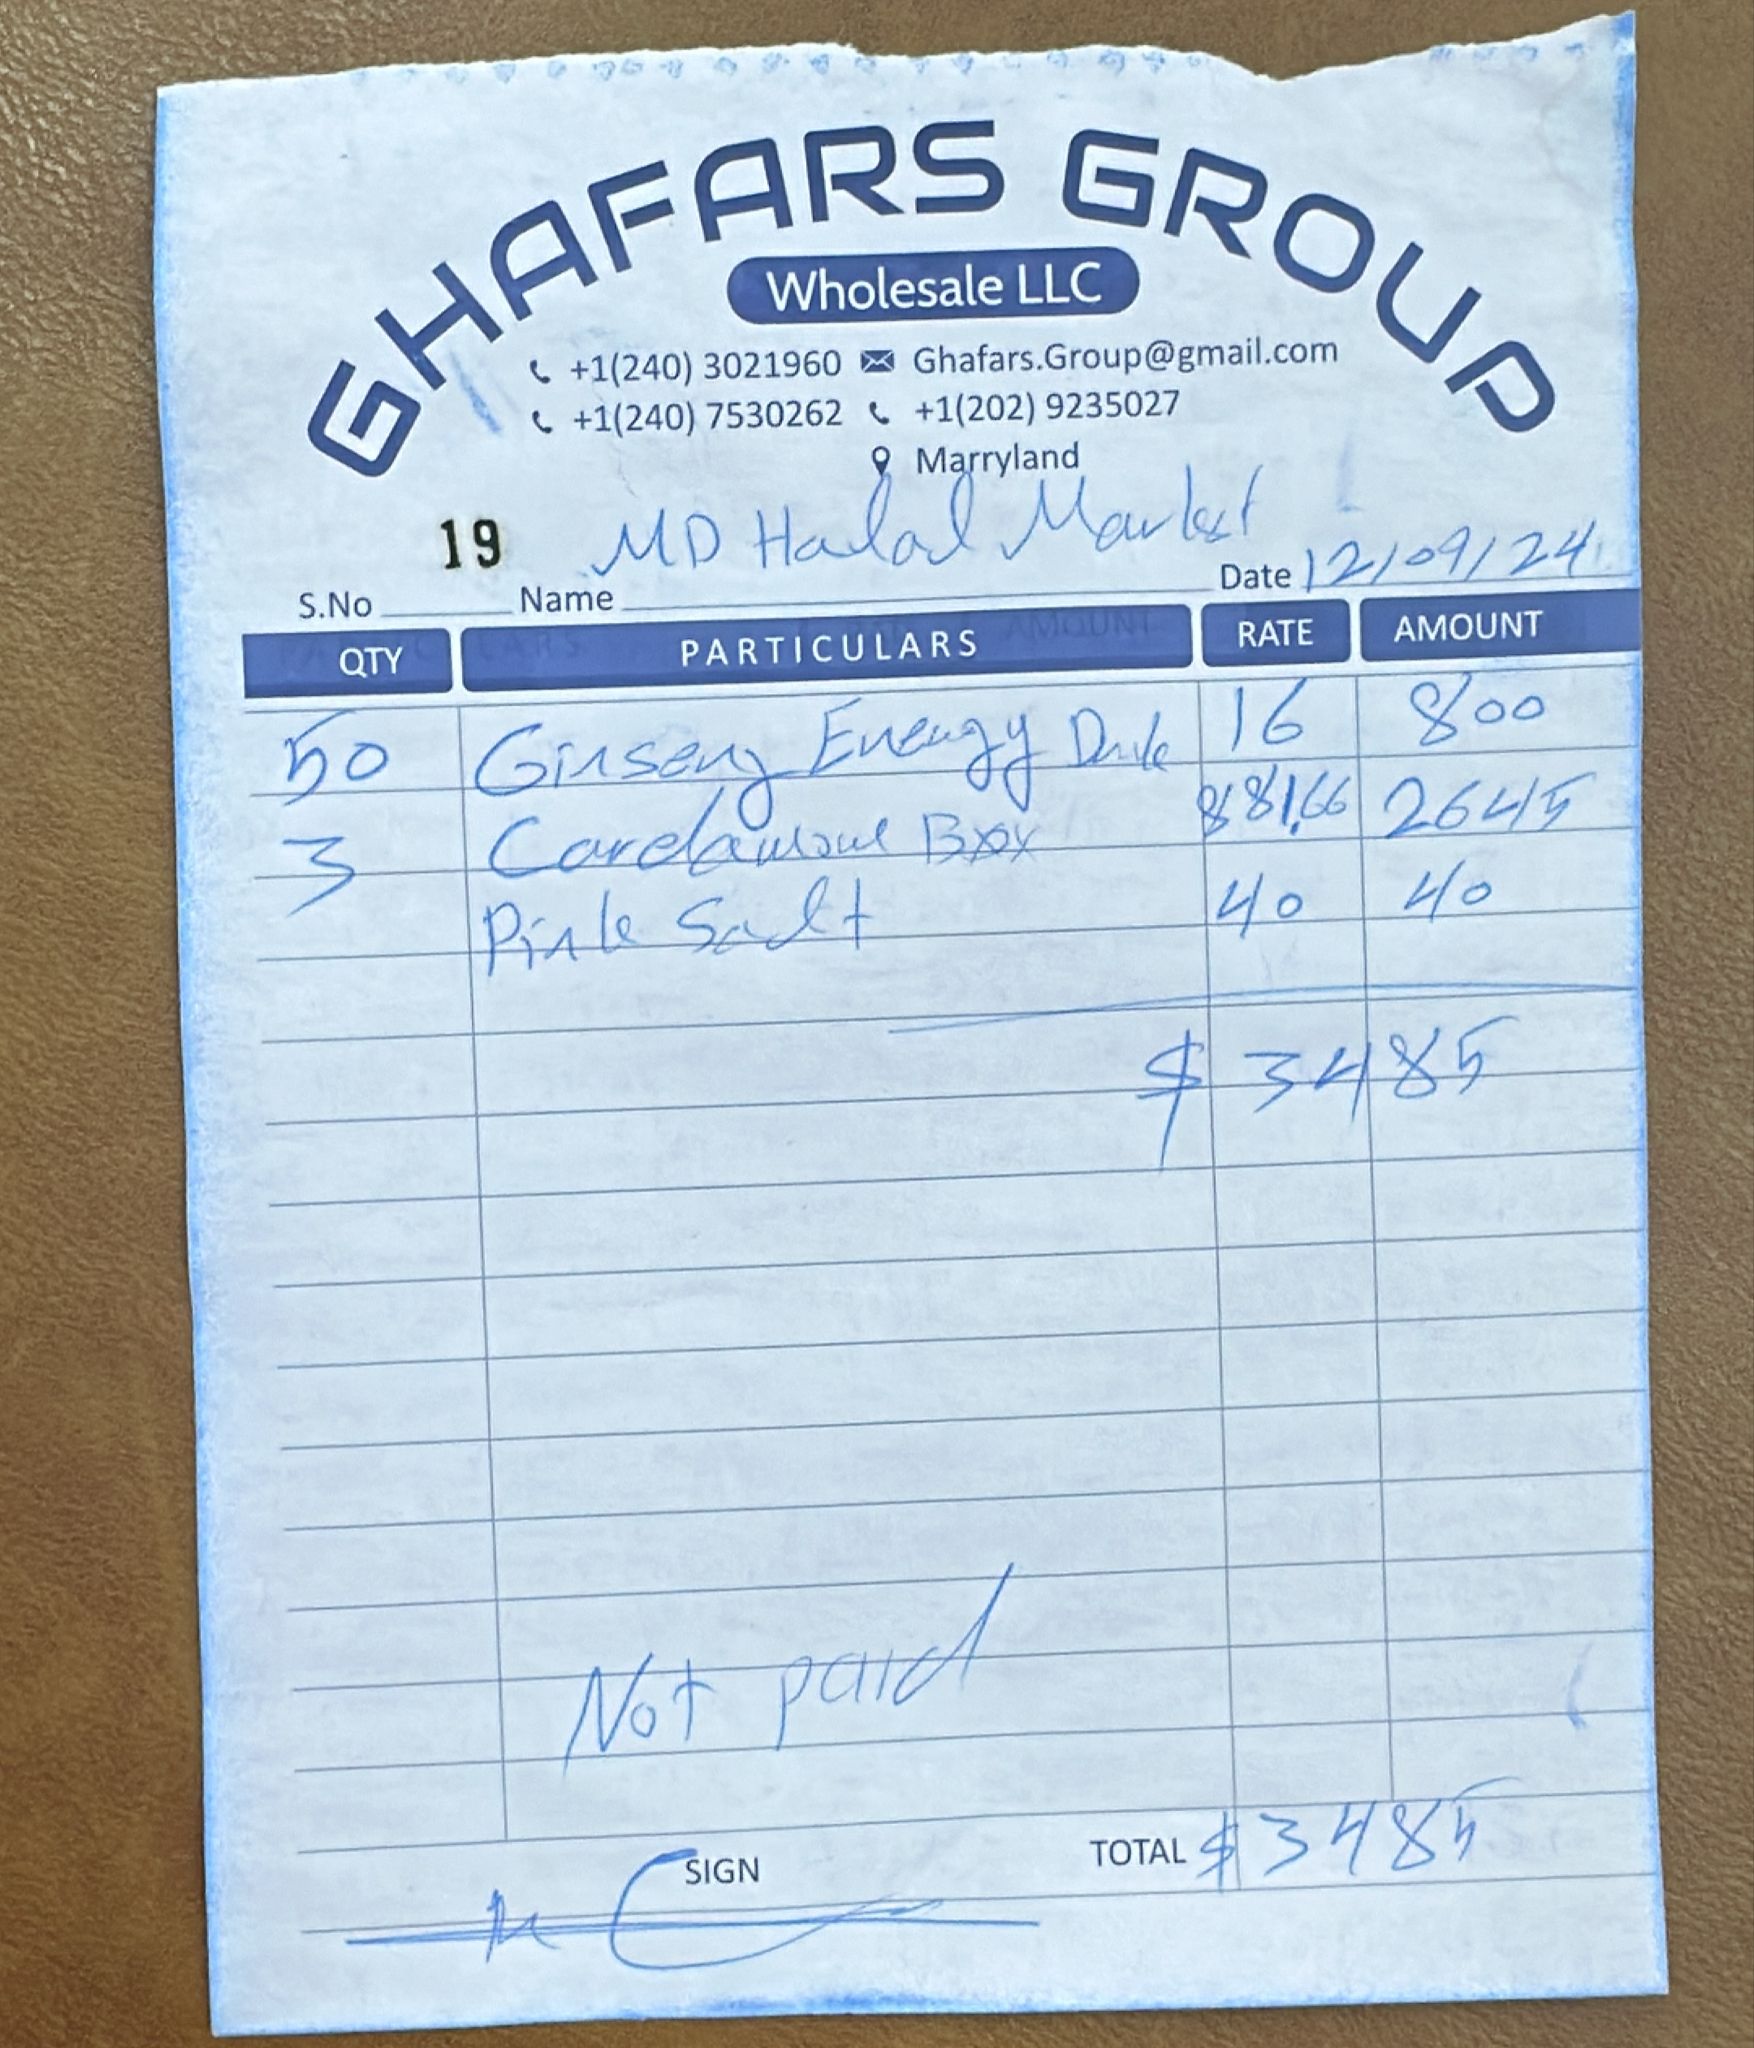 GHAFARS GROUP
Wholesale LLC
+1(240) 3021960 Ghafars.Group@gmail.com
+1(240) 7530262 +1(202) 9235027
Marryland
S.No 19 Name MD Halal Market Date 12/09/24
QTY PARTICULARS RATE AMOUNT
50 Ginseng Energy Drink 16 800
3 Cardamom Box 881.66 2645
Pink Salt 40 40
$ 3485
Not paid
SIGN TOTAL $3485